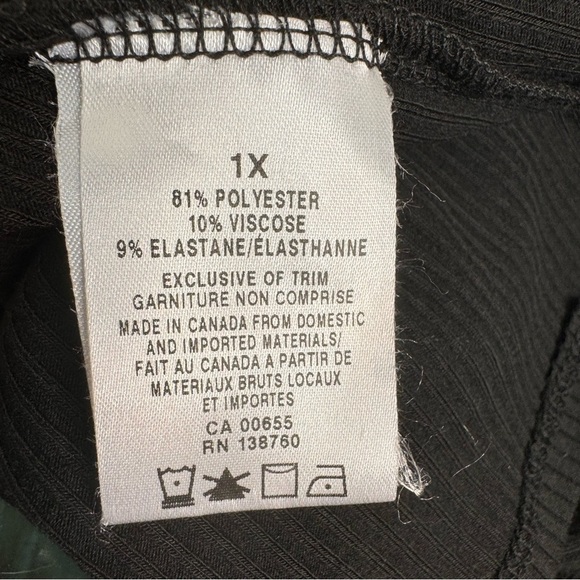 1X
81% POLYESTER
10% VISCOSE
9% ELASTANE/ÉLASTHANNE
EXCLUSIVE OF TRIM
GARNITURE NON COMPRISE
MADE IN CANADA FROM DOMESTIC
AND IMPORTED MATERIALS/
FAIT AU CANADA A PARTIR DE
MATERIAUX BRUTS LOCAUX
ET IMPORTES
CA 00655
RN 138760